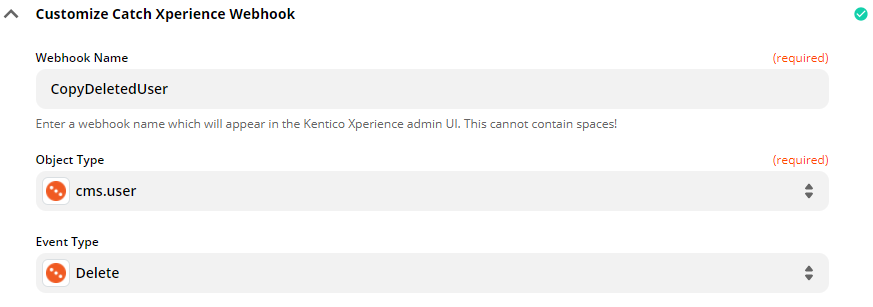 Customize Catch Xperience Webhook
Webhook Name (required)
CopyDeletedUser
Enter a webhook name which will appear in the Kentico Xperience admin UI. This cannot contain spaces!
Object Type (required)
cms.user
Event Type
Delete